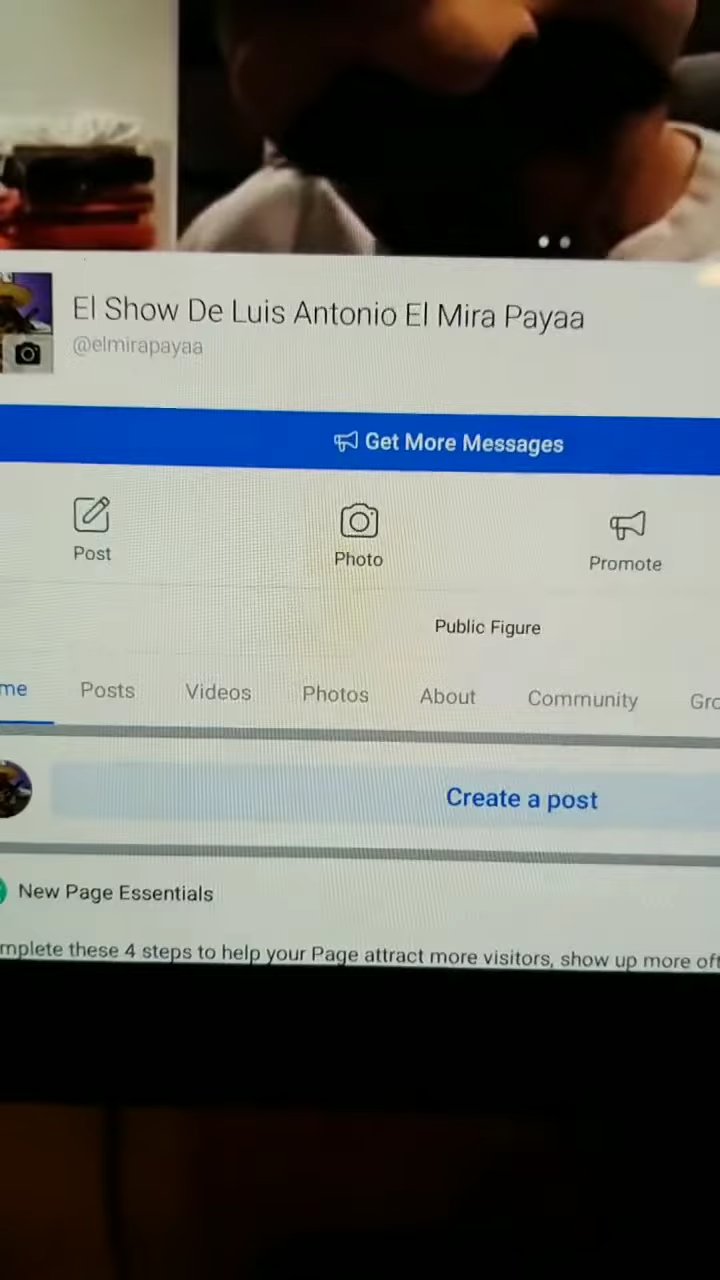 El Show De Luis Antonio El Mira Payaa
@elmirapayaa
Get More Messages
Post
Photo
Promote
Public Figure
me
Posts
Videos
Photos
About
Community
Gro
Create a post
New Page Essentials
mplete these 4 steps to help your Page attract more visitors, show up more oft